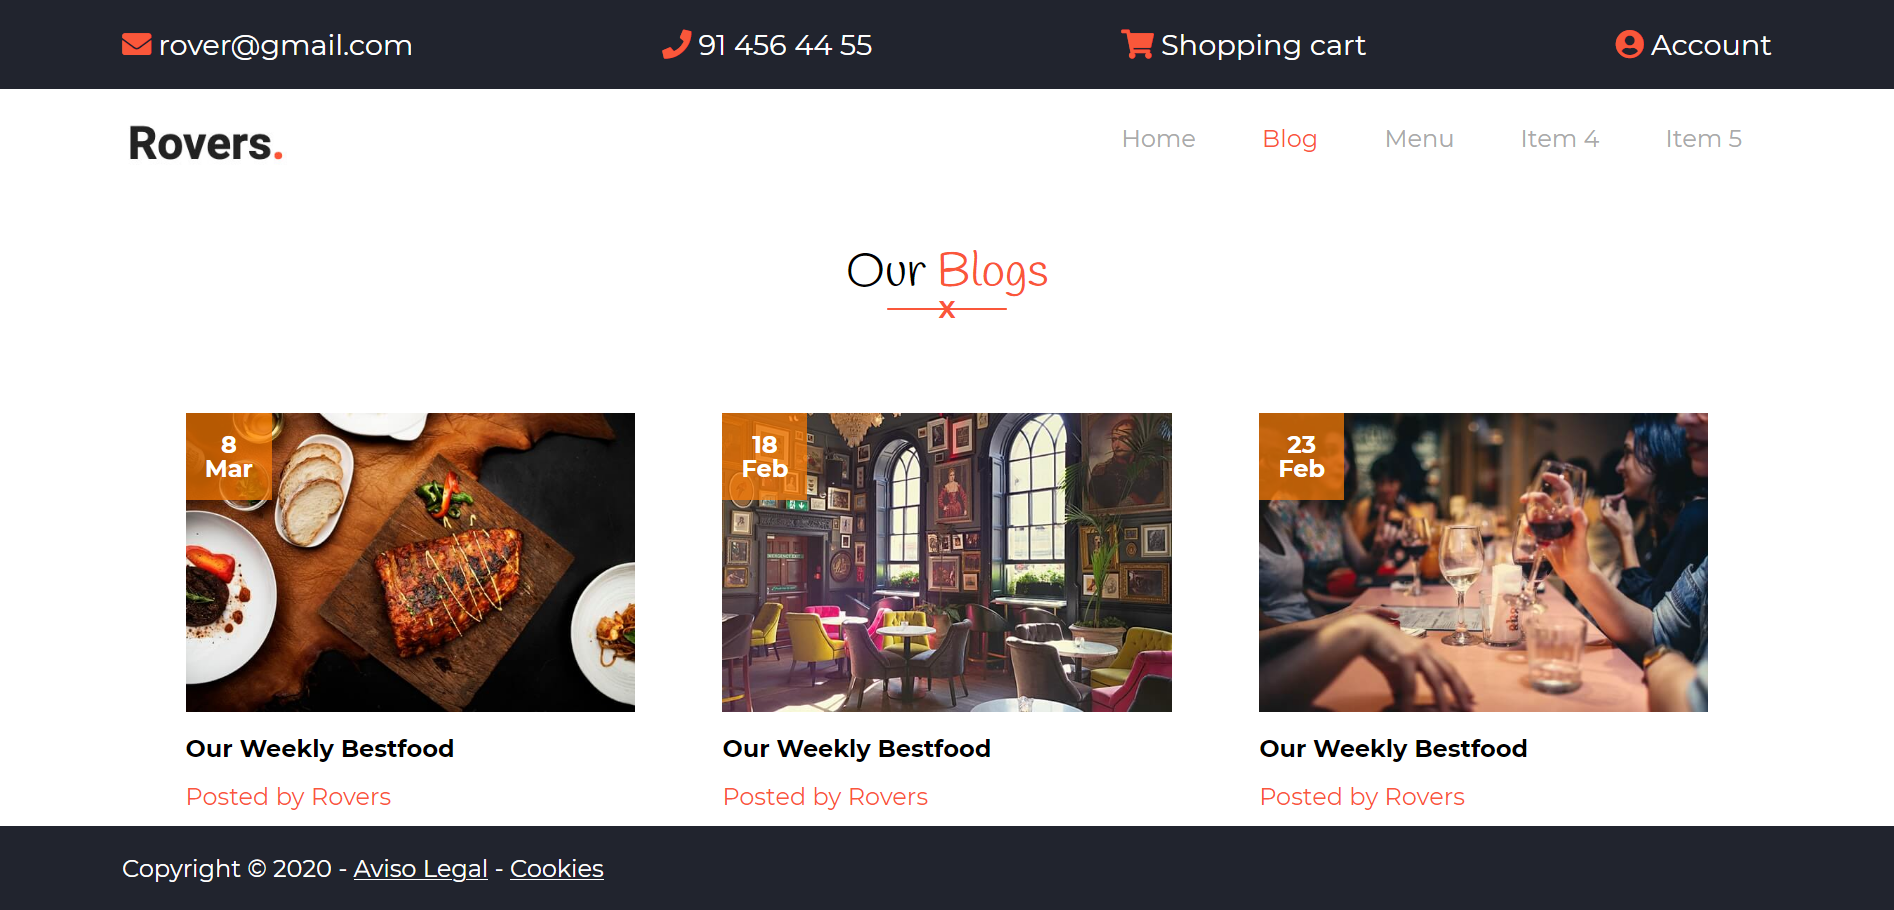 rover@gmail.com
91 456 44 55
Shopping cart
Account
Rovers.
Home
Blog
Menu
Item 4
Item 5
Our Blogs
x
8
Mar
18
Feb
23
Feb
Our Weekly Bestfood
Our Weekly Bestfood
Our Weekly Bestfood
Posted by Rovers
Posted by Rovers
Posted by Rovers
Copyright © 2020 - Aviso Legal - Cookies